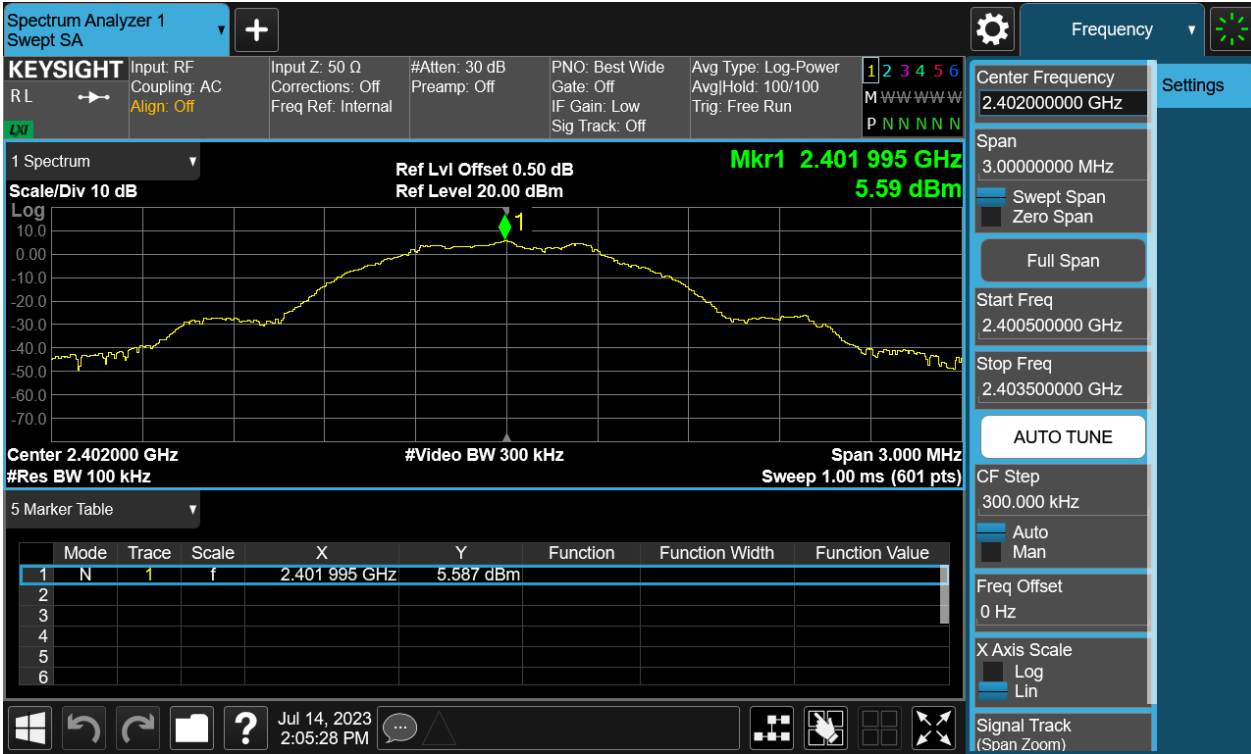 Spectrum Analyzer 1
Swept SA
Frequency
KEYSIGHT
R L
LXI
Input: RF
Coupling: AC
Align: Off
Input Z: 50 Ω
Corrections: Off
Freq Ref: Internal
#Atten: 30 dB
Preamp: Off
PNO: Best Wide
Gate: Off
IF Gain: Low
Sig Track: Off
Avg Type: Log-Power
Avg|Hold: 100/100
Trig: Free Run
1 2 3 4 5 6
M W W W W W
P N N N N N
1 Spectrum
Scale/Div 10 dB
Ref Lvl Offset 0.50 dB
Ref Level 20.00 dBm
Mkr1 2.401 995 GHz
5.59 dBm
Log
1
10.0
0.00
-10.0
-20.0
-30.0
-40.0
-50.0
-60.0
-70.0
Center 2.402000 GHz
#Video BW 300 kHz
Span 3.000 MHz
#Res BW 100 kHz
Sweep 1.00 ms (601 pts)
5 Marker Table
Mode Trace Scale X Y Function Function Width Function Value
1 N 1 f 2.401 995 GHz 5.587 dBm
2
3
4
5
6
?
Jul 14, 2023
2:05:28 PM
Center Frequency
2.402000000 GHz
Settings
Span
3.00000000 MHz
Swept Span
Zero Span
Full Span
Start Freq
2.400500000 GHz
Stop Freq
2.403500000 GHz
AUTO TUNE
CF Step
300.000 kHz
Auto
Man
Freq Offset
0 Hz
X Axis Scale
Log
Lin
Signal Track
(Span Zoom)